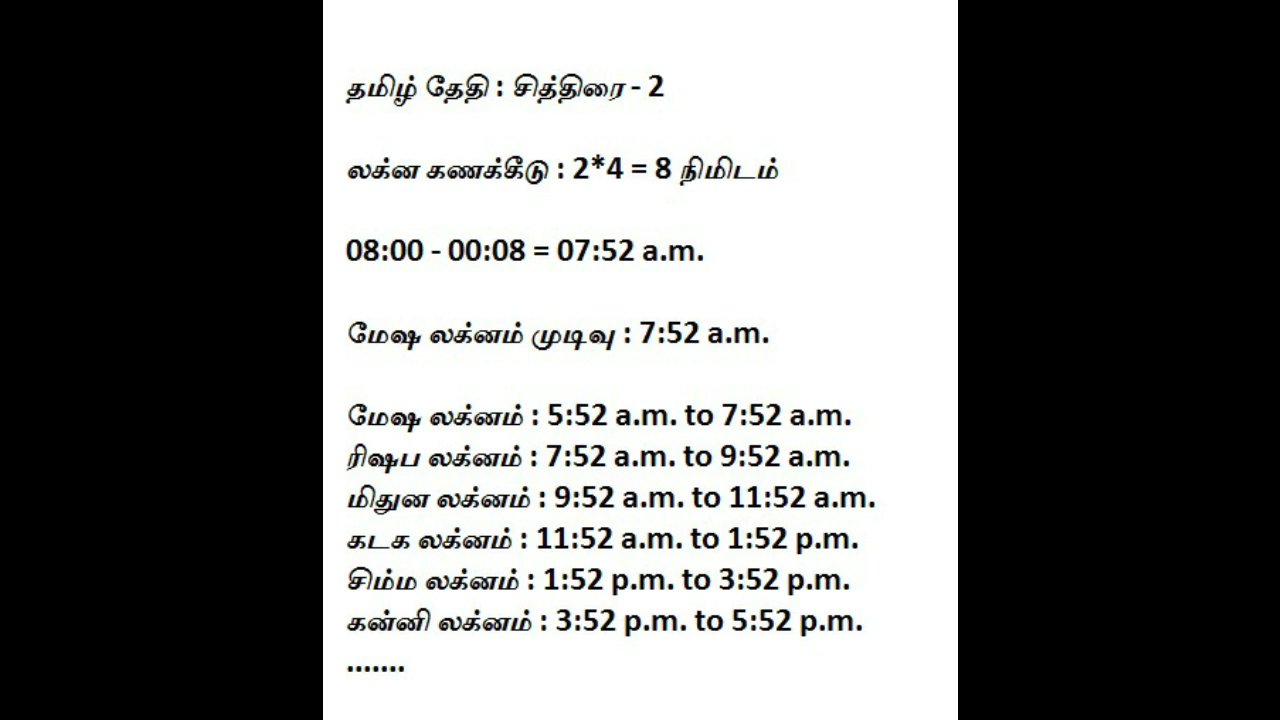 தமிழ் தேதி : சித்திரை - 2
லக்ன கணக்கீடு : 2*4 = 8 நிமிடம்
08:00 - 00:08 = 07:52 a.m.
மேஷ லக்னம் முடிவு : 7:52 a.m.
மேஷ லக்னம் : 5:52 a.m. to 7:52 a.m.
ரிஷப லக்னம் : 7:52 a.m. to 9:52 a.m.
மிதுன லக்னம் : 9:52 a.m. to 11:52 a.m.
கடக லக்னம் : 11:52 a.m. to 1:52 p.m.
சிம்ம லக்னம் : 1:52 p.m. to 3:52 p.m.
கன்னி லக்னம் : 3:52 p.m. to 5:52 p.m.
.......